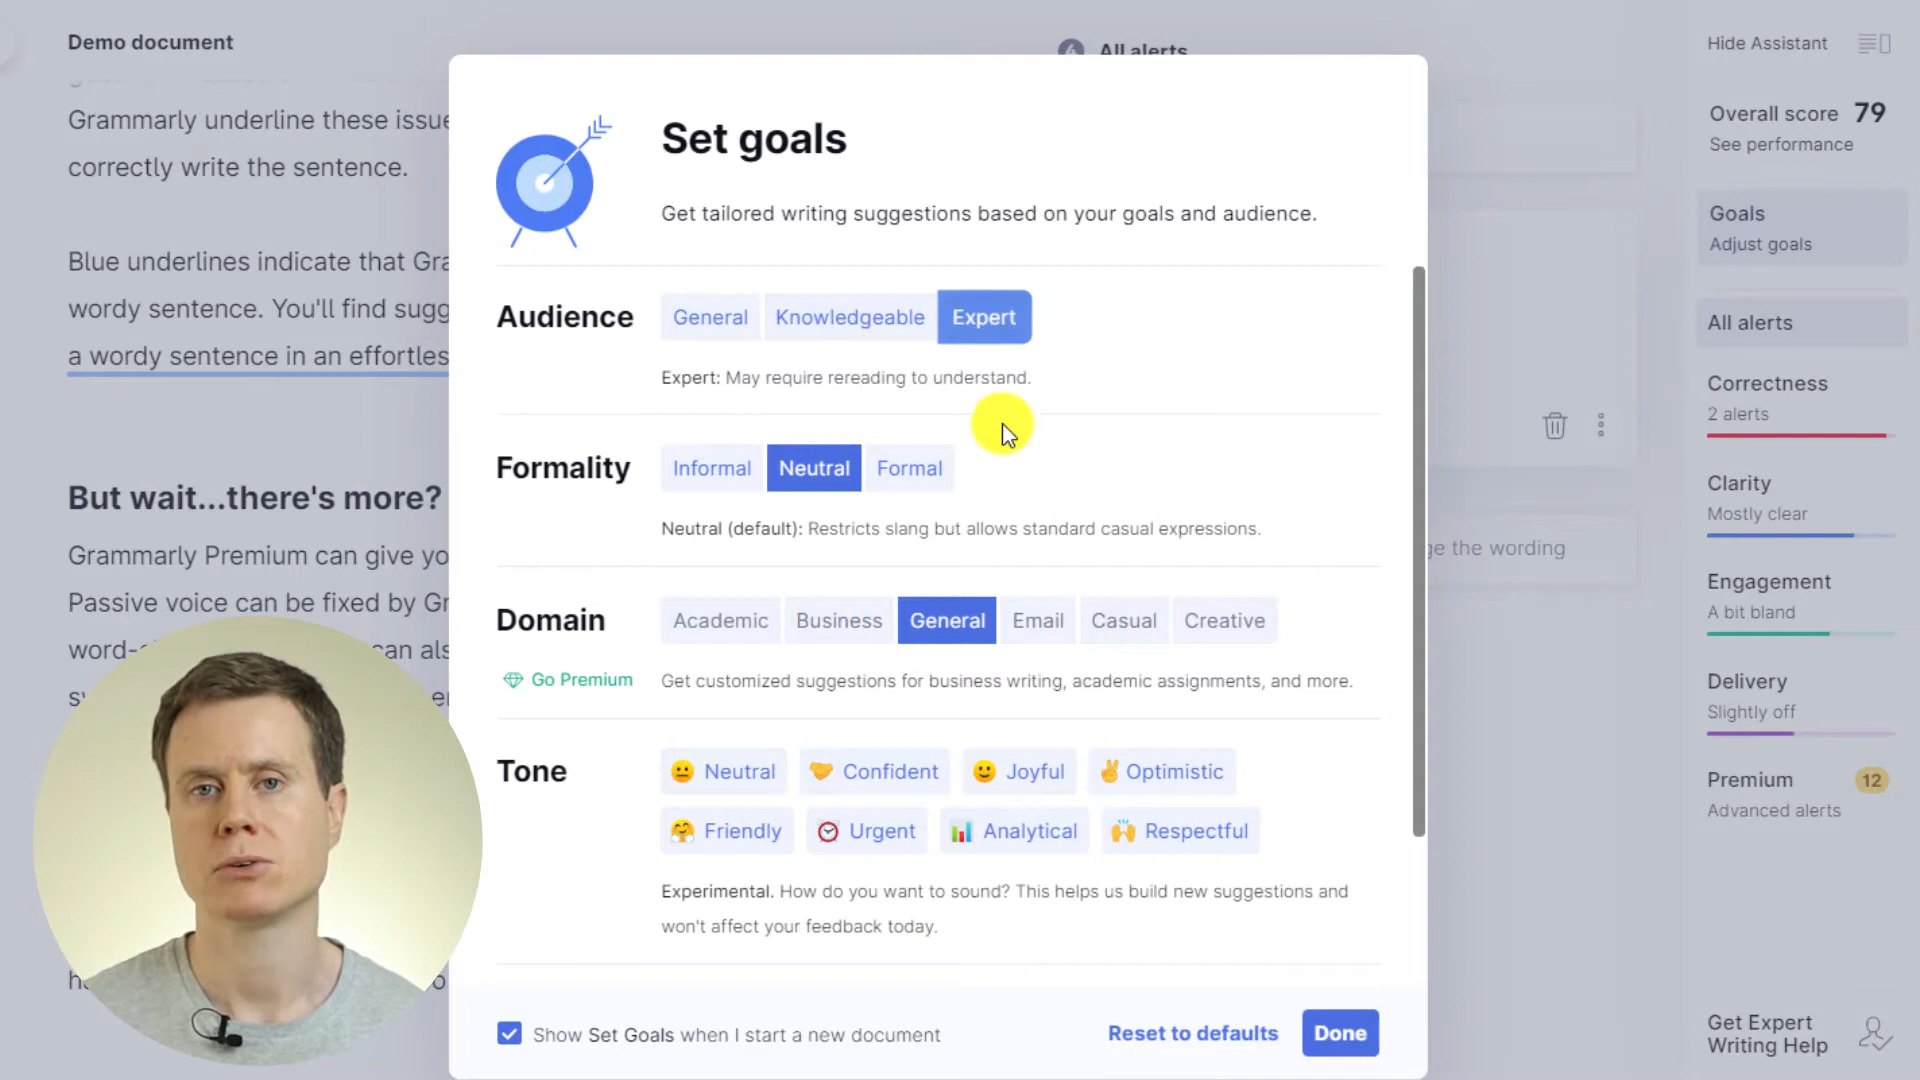 Demo document
All alerts
Hide Assistant
Grammarly underline these issue
correctly write the sentence.
Blue underlines indicate that Gra
wordy sentence. You'll find sugg
a wordy sentence in an effortles
But wait...there's more?
Grammarly Premium can give yo
Passive voice can be fixed by Gr
word- can als
Set goals
Get tailored writing suggestions based on your goals and audience.
Audience
General
Knowledgeable
Expert
Expert: May require rereading to understand.
Formality
Informal
Neutral
Formal
Neutral (default): Restricts slang but allows standard casual expressions.
Domain
Academic
Business
General
Email
Casual
Creative
Go Premium
Get customized suggestions for business writing, academic assignments, and more.
Tone
Neutral
Confident
Joyful
Optimistic
Friendly
Urgent
Analytical
Respectful
Experimental. How do you want to sound? This helps us build new suggestions and
won't affect your feedback today.
Show Set Goals when I start a new document
Reset to defaults
Done
ge the wording
Overall score 79
See performance
Goals
Adjust goals
All alerts
Correctness
2 alerts
Clarity
Mostly clear
Engagement
A bit bland
Delivery
Slightly off
Premium 12
Advanced alerts
Get Expert
Writing Help